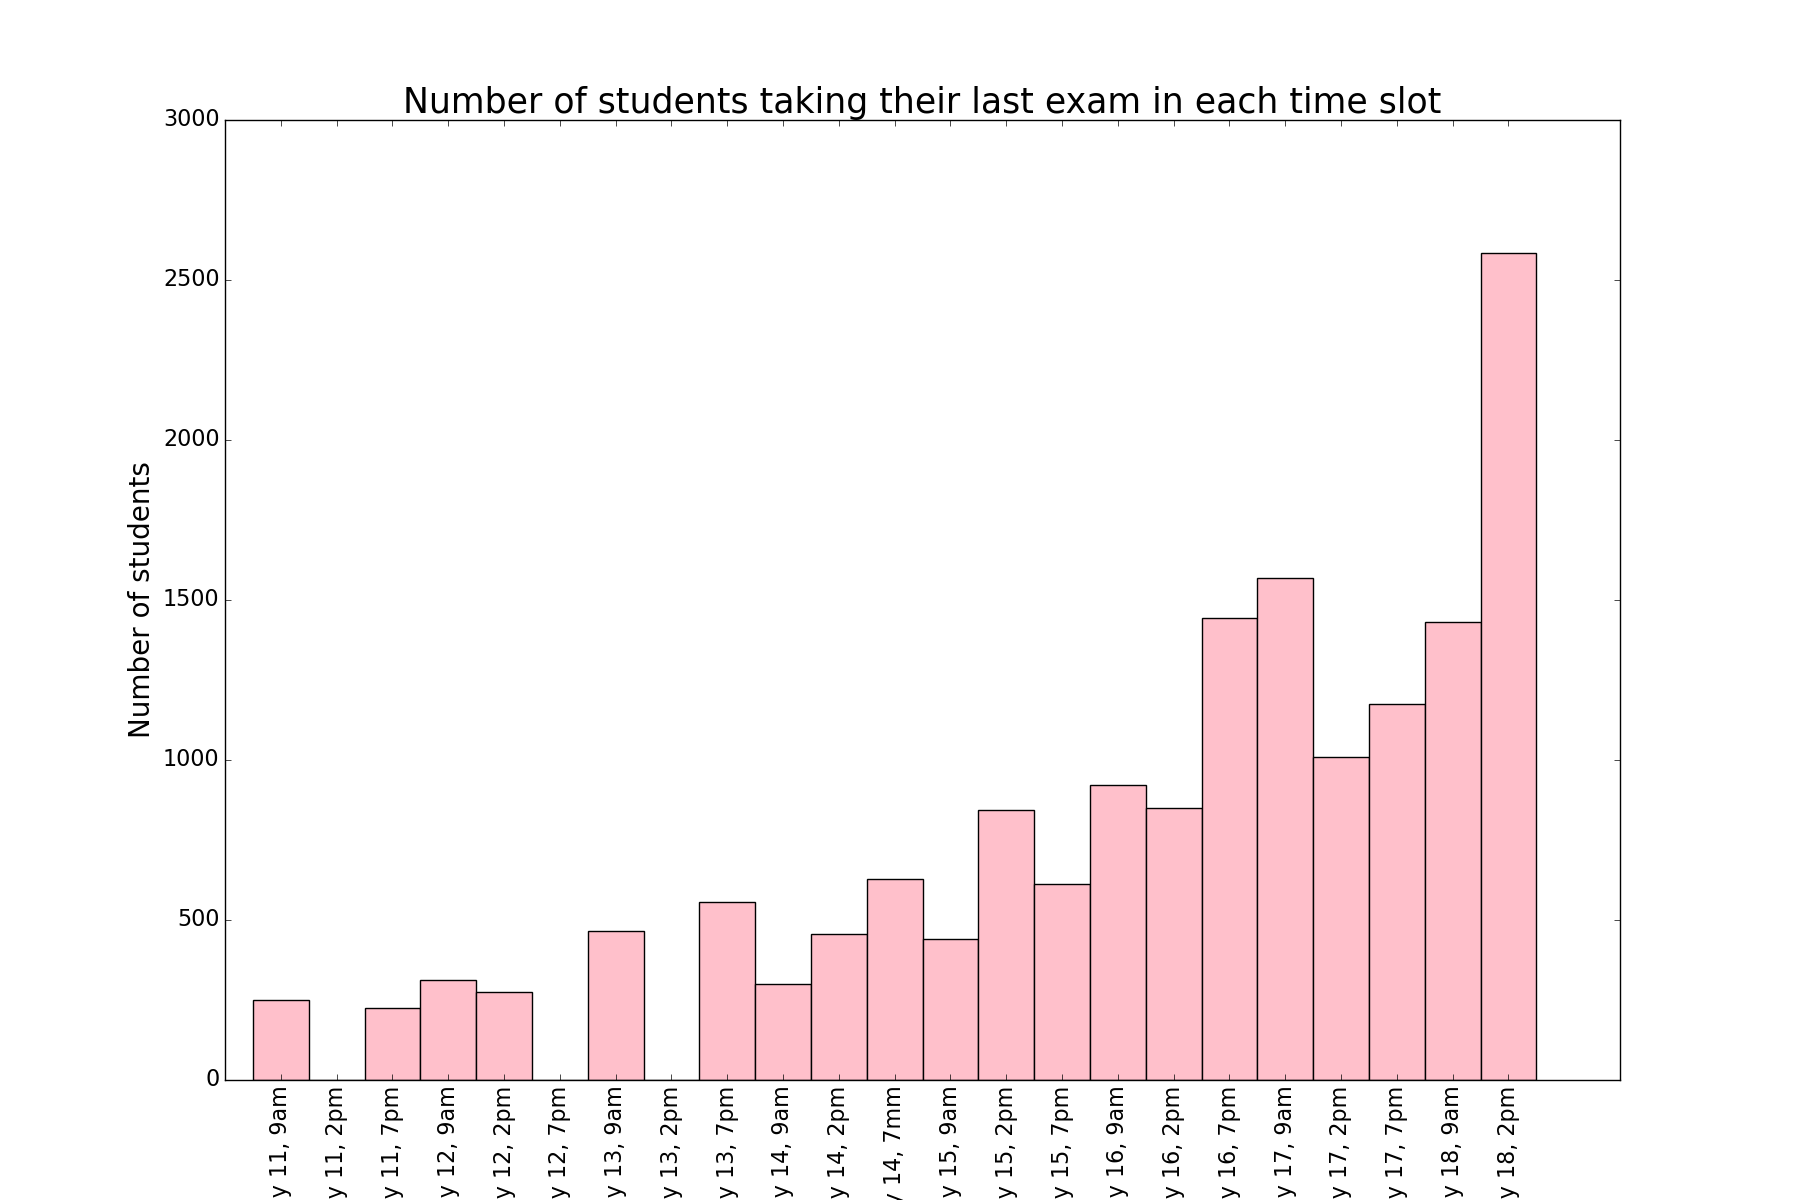 Number of students taking their last exam in each time slot
3000
2500
2000
1500
1000
500
0
Number of students
y 11, 9am
y 11, 2pm
y 11, 7pm
y 12, 9am
y 12, 2pm
y 12, 7pm
y 13, 9am
y 13, 2pm
y 13, 7pm
y 14, 9am
y 14, 2pm
y 14, 7mm
y 15, 9am
y 15, 2pm
y 15, 7pm
y 16, 9am
y 16, 2pm
y 16, 7pm
y 17, 9am
y 17, 2pm
y 17, 7pm
y 18, 9am
y 18, 2pm